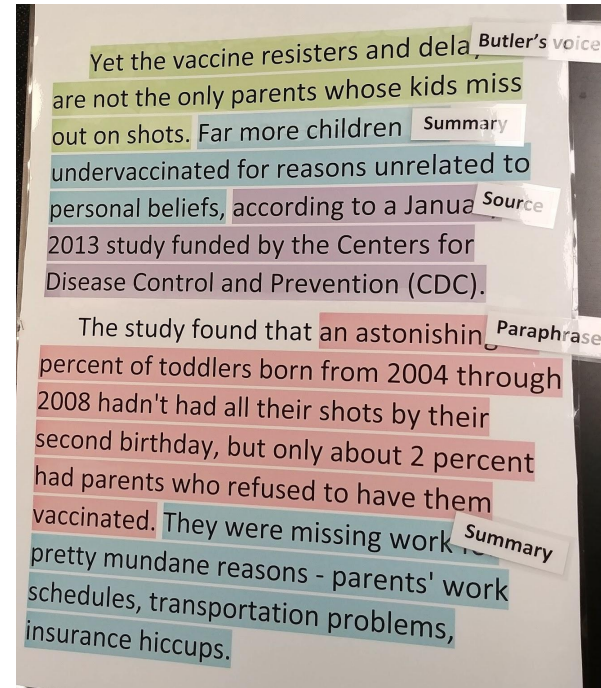 Yet the vaccine resisters and dela Butler's voice
are not the only parents whose kids miss
out on shots. Far more children Summary
undervaccinated for reasons unrelated to
personal beliefs, according to a Janua Source
2013 study funded by the Centers for
Disease Control and Prevention (CDC).
The study found that an astonishing Paraphrase
percent of toddlers born from 2004 through
2008 hadn't had all their shots by their
second birthday, but only about 2 percent
had parents who refused to have them
vaccinated. They were missing work Summary
pretty mundane reasons - parents' work
schedules, transportation problems,
insurance hiccups.